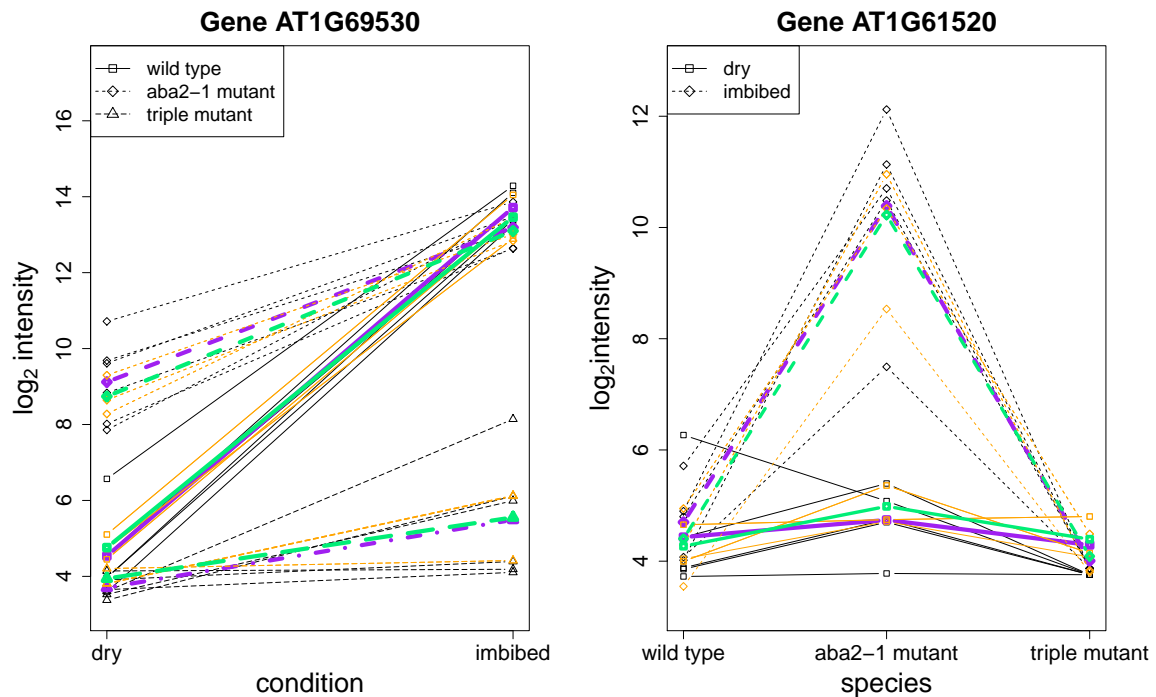 Gene AT1G69530
wild type
aba2−1 mutant
triple mutant
16
14
12
10
8
6
4
log2 intensity
dry
imbibed
condition
Gene AT1G61520
dry
imbibed
12
10
8
6
4
log2intensity
wild type
aba2−1 mutant
triple mutant
species